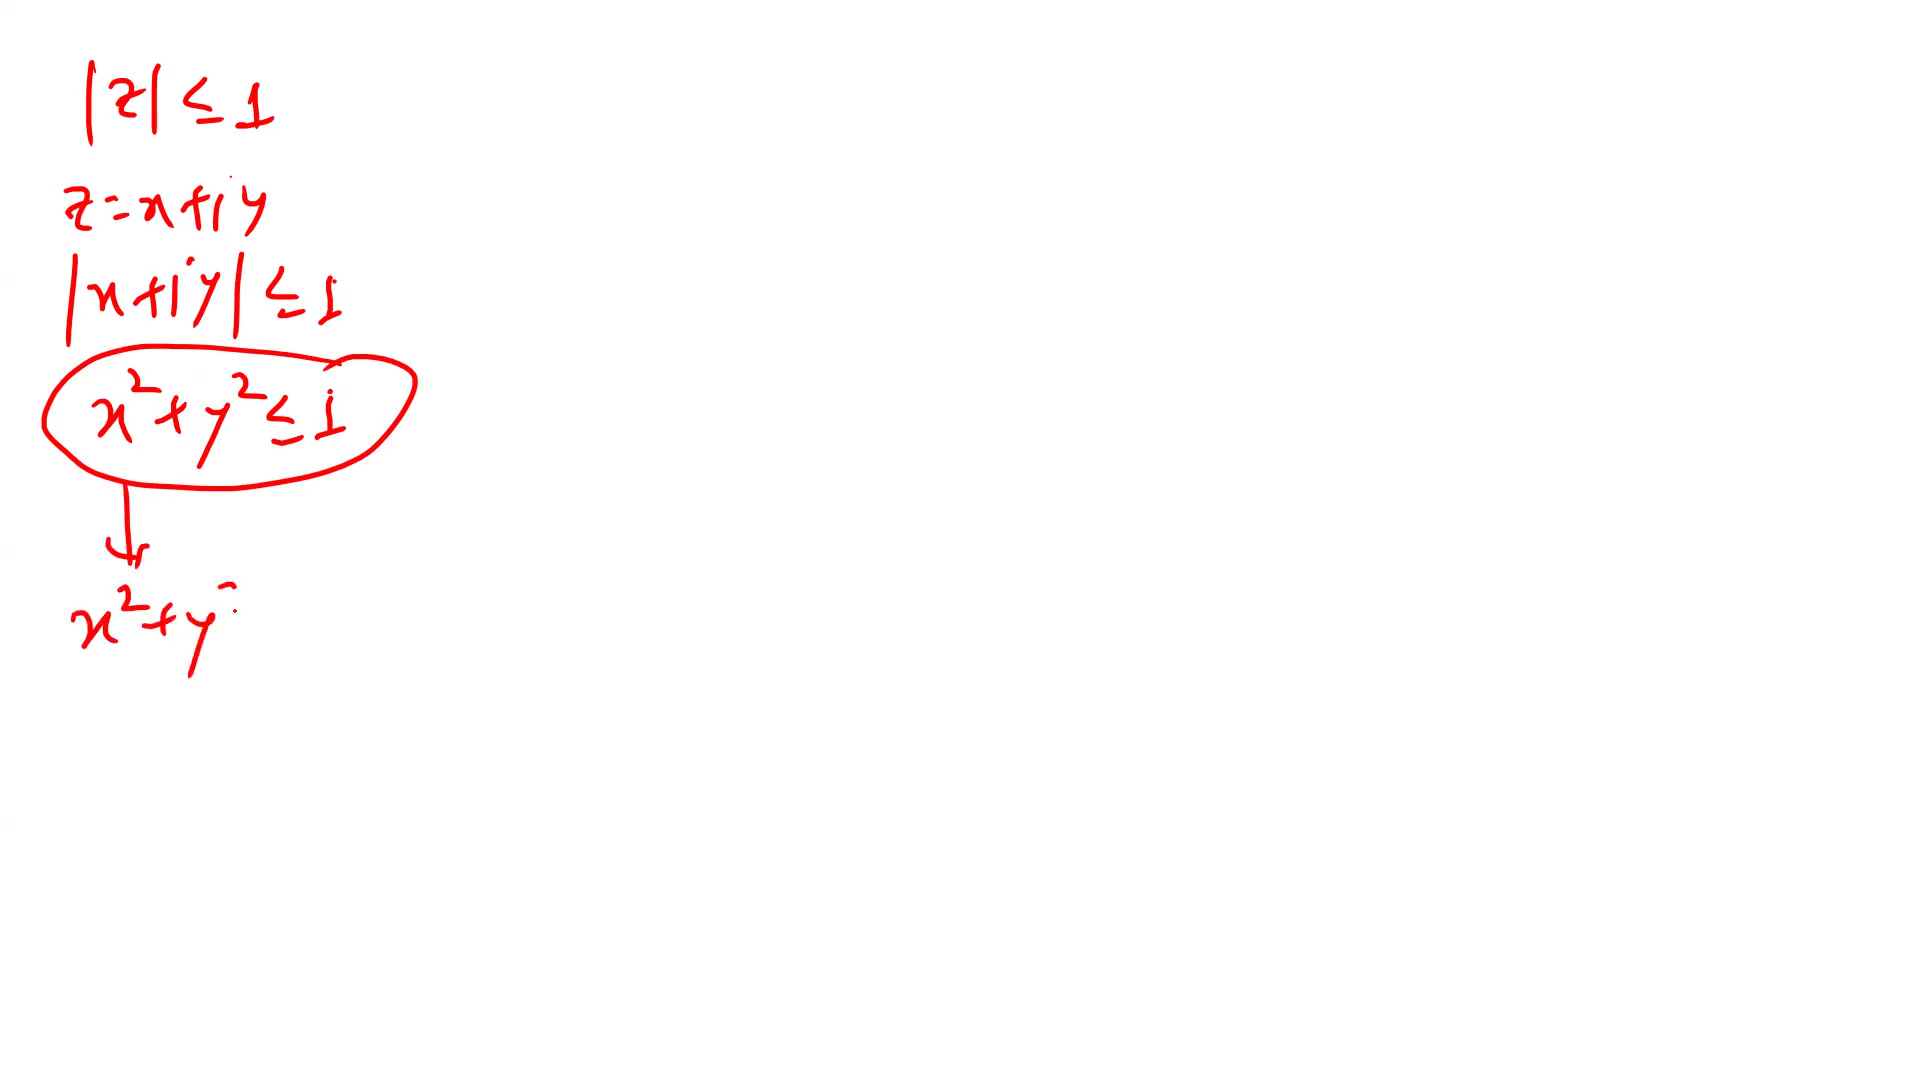 |z| ≤ 1
z = x + iy
|x + iy| ≤ 1
x² + y² ≤ 1
x² + y